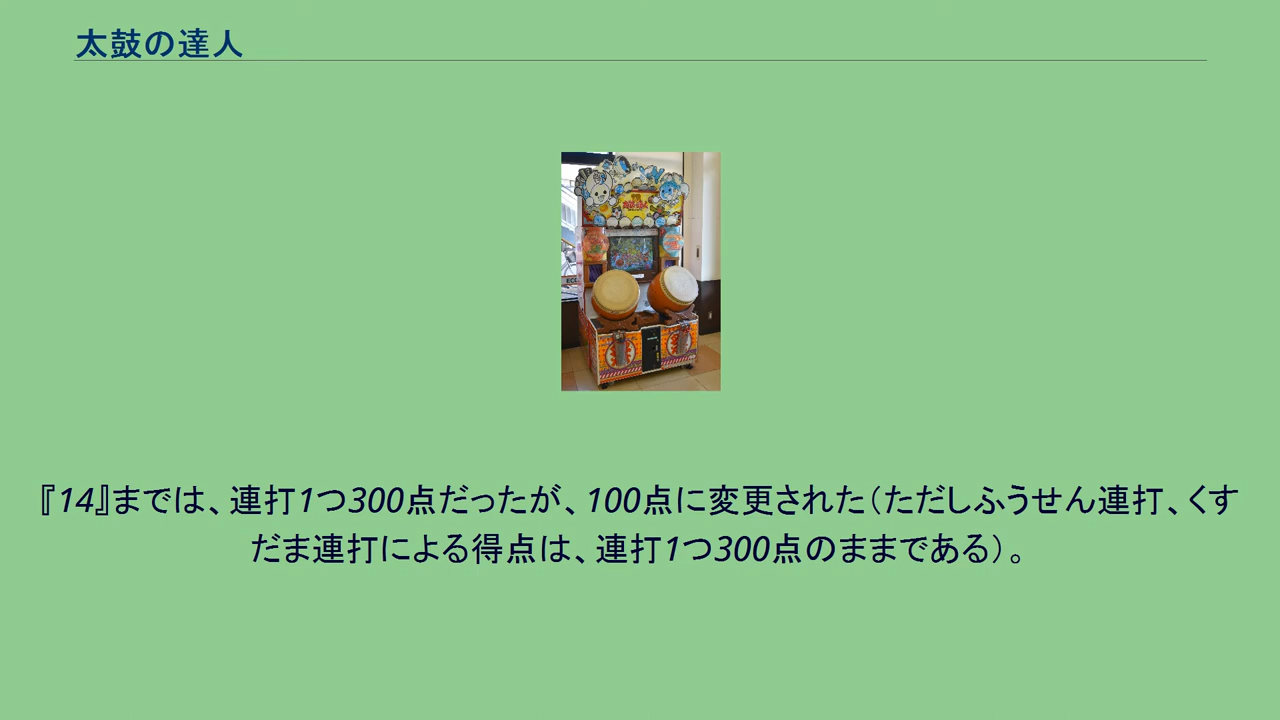 太鼓の達人
『14』までは、連打1つ300点だったが、100点に変更された（ただしふうせん連打、くす
だま連打による得点は、連打1つ300点のままである）。